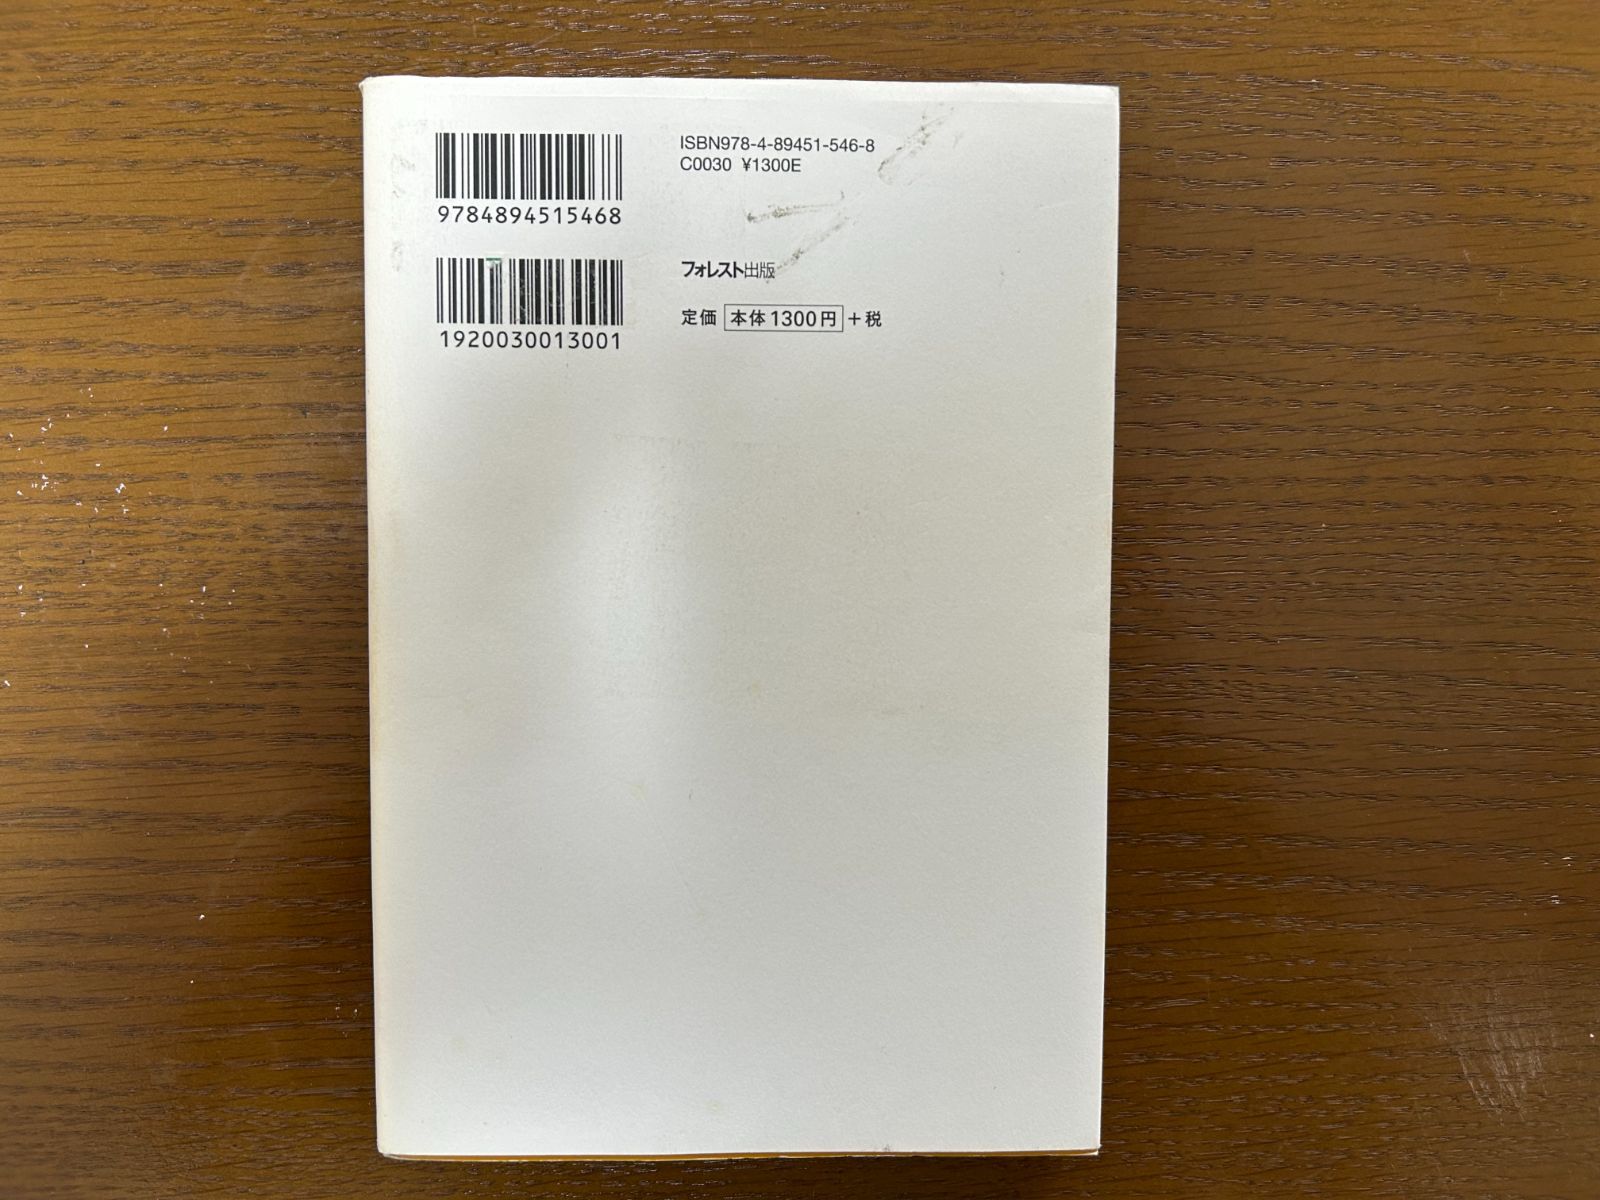 9784894515468
1920030013001
ISBN978-4-89451-546-8
C0030 ¥1300E
フォレスト出版
定価 本体1300円+税